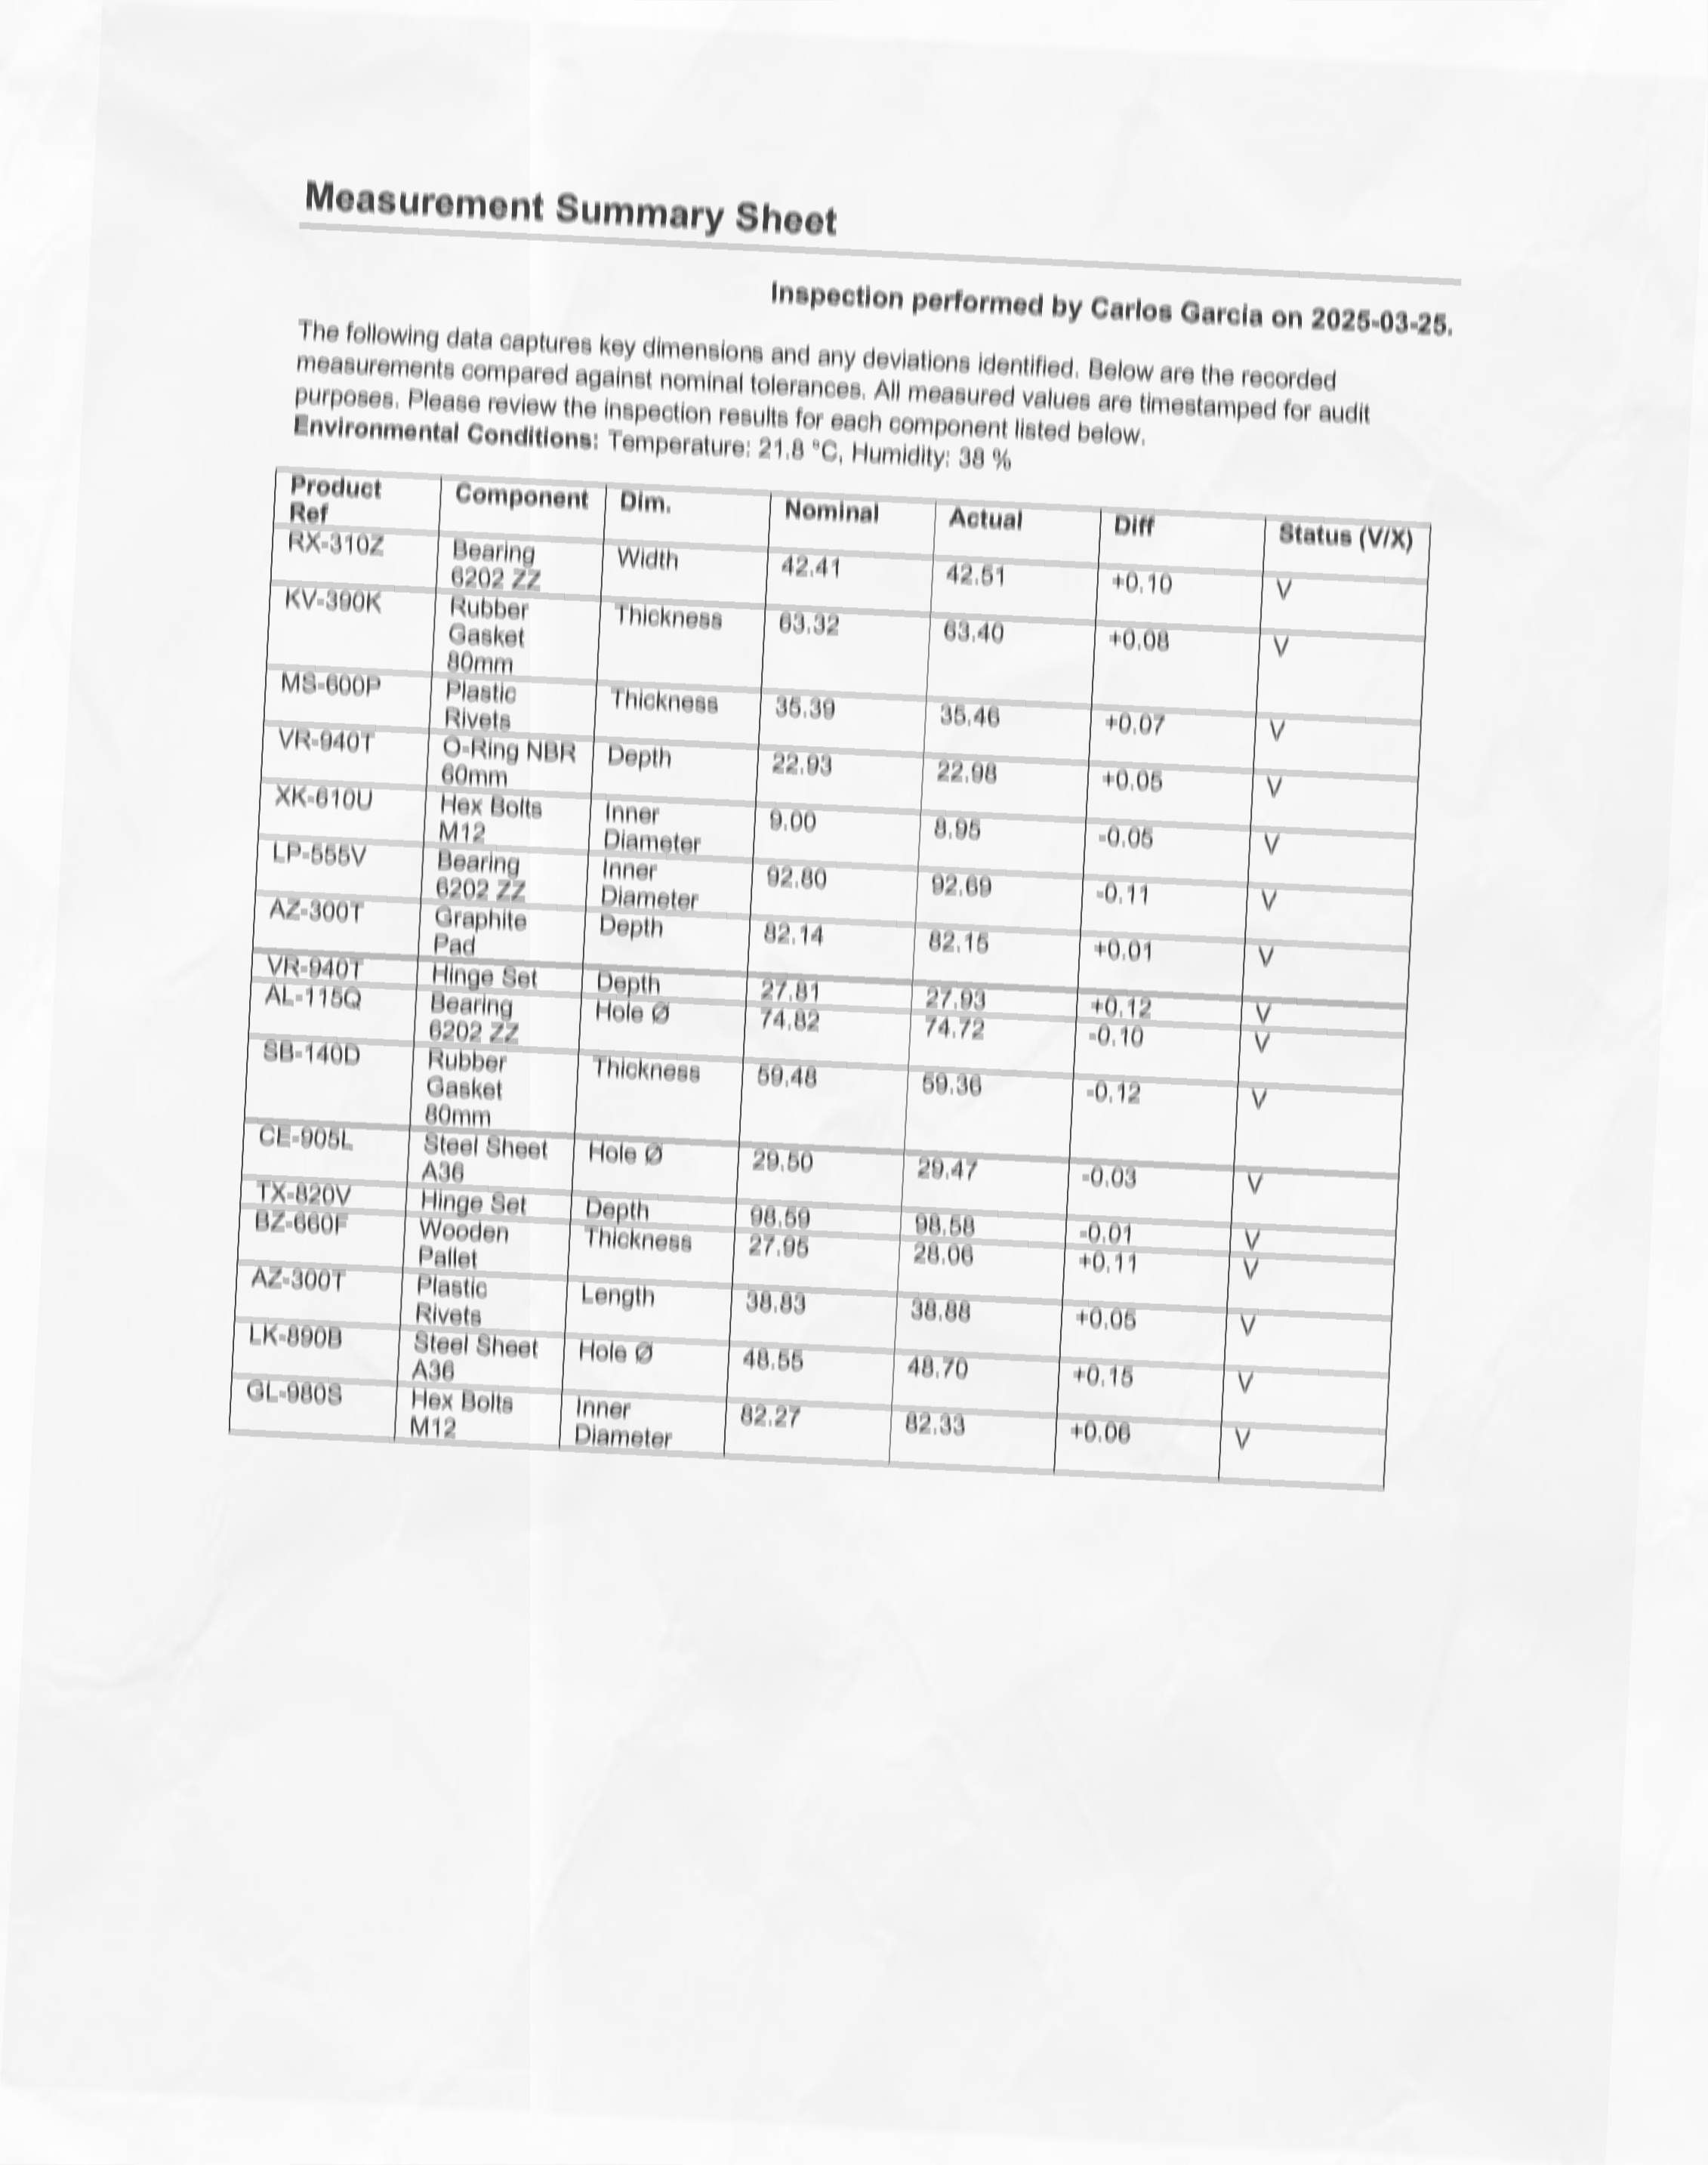 Measurement Summary Sheet
Inspection performed by Carlos Garcia on 2025-03-25.
The following data captures key dimensions and any deviations identified. Below are the recorded
measurements compared against nominal tolerances. All measured values are timestamped for audit
purposes. Please review the inspection results for each component listed below.
Environmental Conditions: Temperature: 21.8 °C, Humidity: 38 %
Product Ref Component Dim. Nominal Actual Diff Status (V/X)
RX-310Z Bearing 6202 ZZ Width 42.41 42.51 +0.10 V
KV-390K Rubber Gasket 80mm Thickness 63.32 63.40 +0.08 V
MS-600P Plastic Rivets Thickness 35.39 35.46 +0.07 V
VR-940T O-Ring NBR 60mm Depth 22.93 22.98 +0.05 V
XK-610U Hex Bolts M12 Inner Diameter 9.00 8.95 -0.05 V
LP-555V Bearing 6202 ZZ Inner Diameter 92.80 92.69 -0.11 V
AZ-300T Graphite Pad Depth 82.14 82.15 +0.01 V
VR-940T Hinge Set Depth 27.81 27.93 +0.12 V
AL-115Q Bearing 6202 ZZ Hole Ø 74.82 74.72 -0.10 V
SB-140D Rubber Gasket 80mm Thickness 59.48 59.36 -0.12 V
CE-905L Steel Sheet A36 Hole Ø 29.50 29.47 -0.03 V
TX-820V Hinge Set Depth 98.59 98.58 -0.01 V
BZ-660F Wooden Pallet Thickness 27.95 28.06 +0.11 V
AZ-300T Plastic Rivets Length 38.83 38.88 +0.05 V
LK-890B Steel Sheet A36 Hole Ø 48.55 48.70 +0.15 V
GL-980S Hex Bolts M12 Inner Diameter 82.27 82.33 +0.06 V